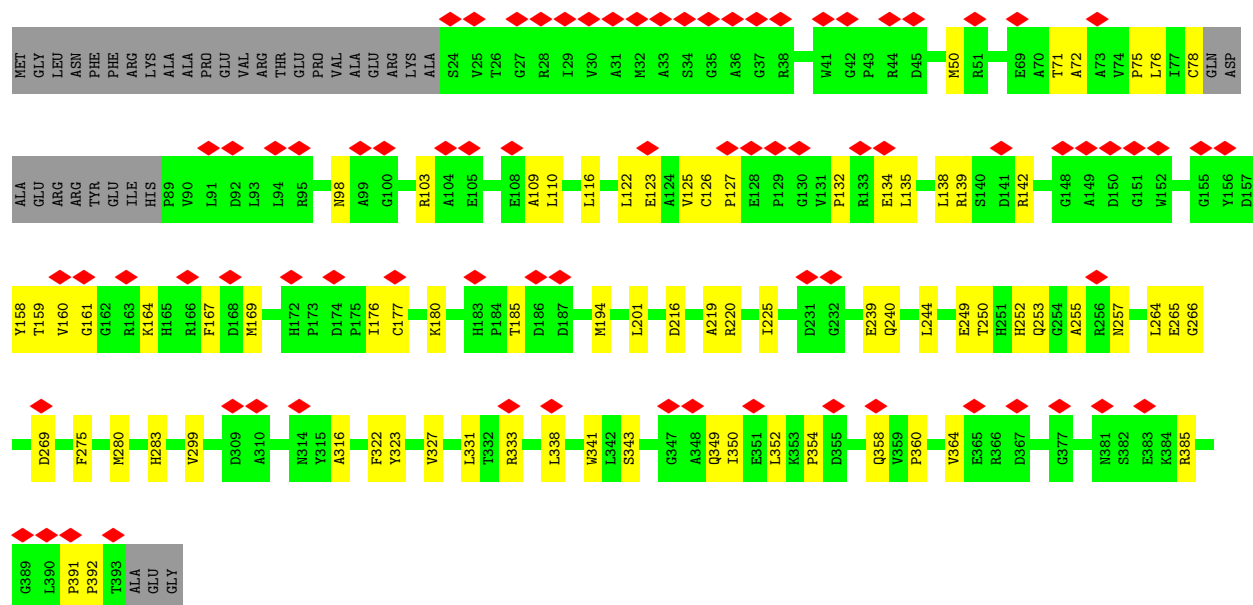 MET GLY LEU ASN PHE PHE ARG LYS ALA ALA PRO GLU VAL ARG THR GLU PRO VAL ALA GLU ARG LYS ALA S24 V25 T26 G27 R28 I29 V30 A31 M32 A33 S34 G35 A36 G37 R38 W41 G42 P43 R44 D45 M50 R51 E69 A70 T71 A72 A73 V74 P75 L76 I77 C78 GLN ASP
ALA GLU ARG ARG TYR GLU ILE HIS P89 V90 L91 D92 L93 L94 R95 N98 A99 G100 R103 A104 E105 E108 A109 L110 L116 L122 E123 A124 V125 C126 P127 E128 P129 G130 V131 P132 R133 E134 L135 L138 R139 S140 D141 R142 G148 A149 D150 G151 W152 G155 Y156 D157
Y158 T159 V160 G161 G162 R163 K164 H165 R166 F167 D168 M169 H172 P173 D174 P175 I176 C177 K180 H183 P184 T185 D186 D187 M194 L201 D216 A219 R220 I225 D231 G232 E239 Q240 L244 E249 T250 H251 H252 Q253 G254 A255 R256 N257 L264 E265 G266
D269 F275 M280 H283 V299 D309 A310 N314 Y315 A316 F322 Y323 V327 L331 T332 R333 L338 W341 L342 S343 G347 A348 Q349 I350 E351 L352 K353 P354 D355 Q358 V359 P360 V364 E365 R366 D367 G377 N381 S382 E383 K384 R385
G389 L390 P391 P392 T393 ALA GLU GLY